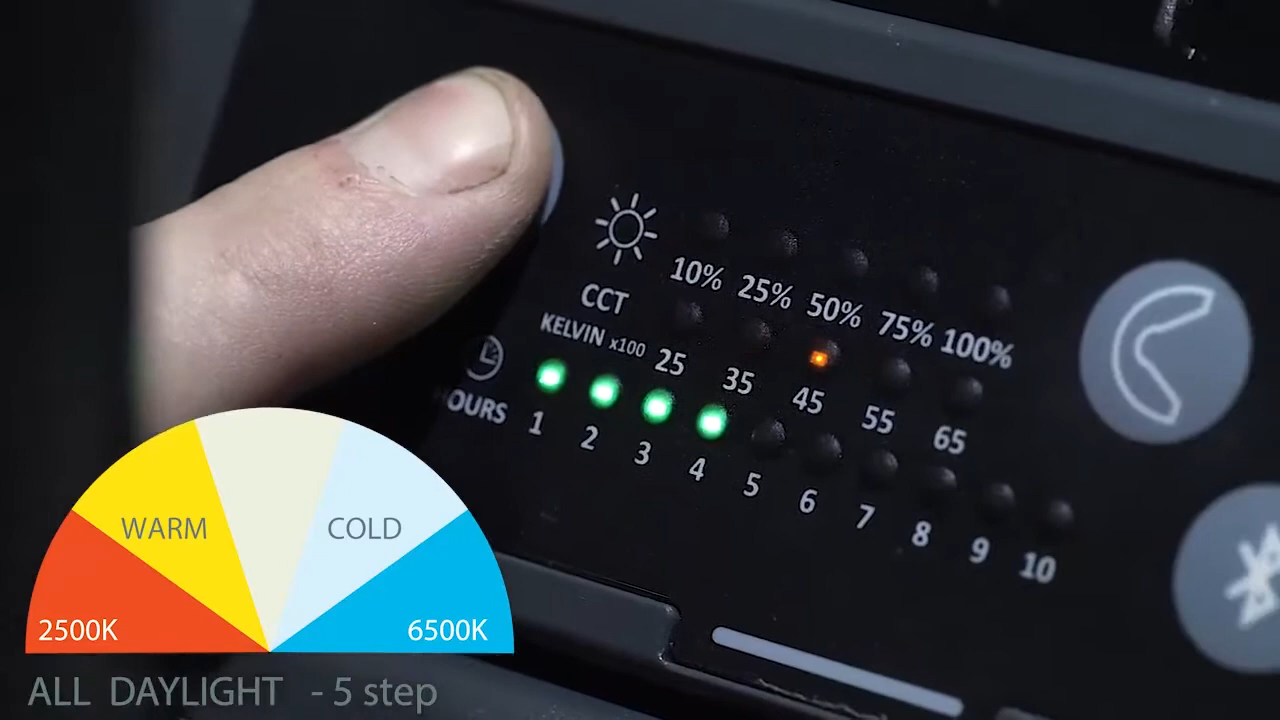 10% 25% 50% 75% 100%
CCT
KELVIN x100 25 35 45 55 65
OURS
1 2 3 4 5 6 7 8 9 10
WARM COLD
2500K 6500K
ALL DAYLIGHT - 5 step